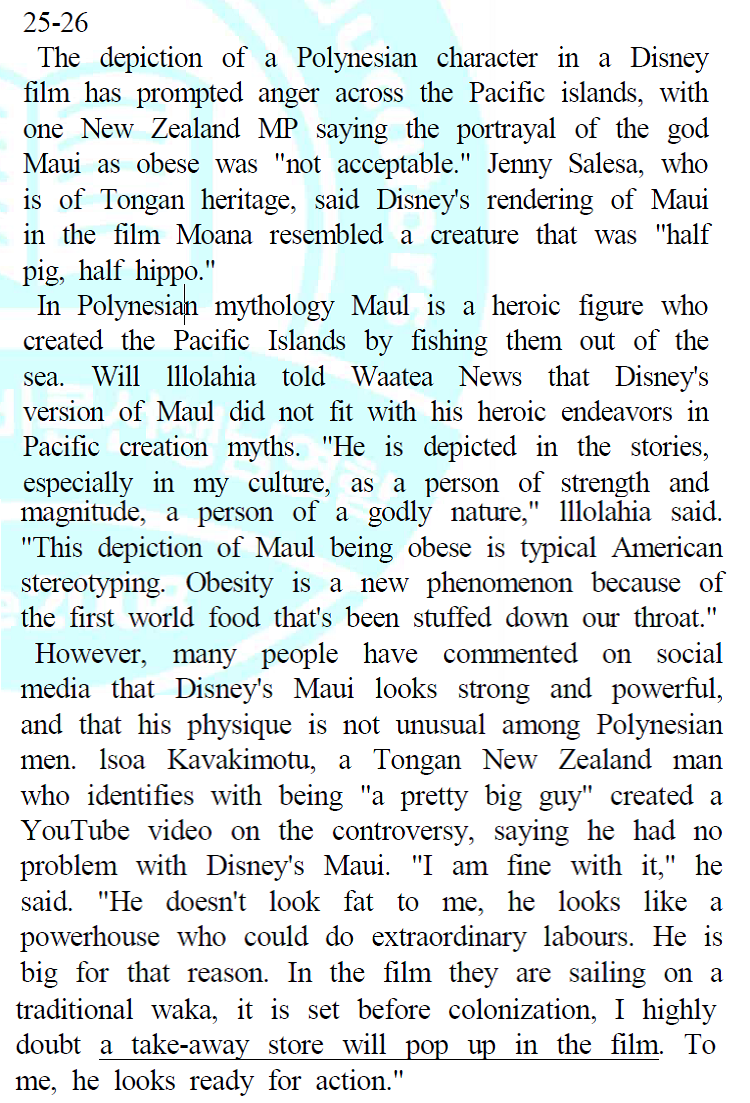 25-26
The depiction of a Polynesian character in a Disney
film has prompted anger across the Pacific islands, with
one New Zealand MP saying the portrayal of the god
Maui as obese was "not acceptable." Jenny Salesa, who
is of Tongan heritage, said Disney's rendering of Maui
in the film Moana resembled a creature that was "half
pig, half hippo."
In Polynesian mythology Maul is a heroic figure who
created the Pacific Islands by fishing them out of the
sea. Will lllolahia told Waatea News that Disney's
version of Maul did not fit with his heroic endeavors in
Pacific creation myths. "He is depicted in the stories,
especially in my culture, as a person of strength and
magnitude, a person of a godly nature," lllolahia said.
"This depiction of Maul being obese is typical American
stereotyping. Obesity is a new phenomenon because of
the first world food that's been stuffed down our throat."
However, many people have commented on social
media that Disney's Maui looks strong and powerful,
and that his physique is not unusual among Polynesian
men. lsoa Kavakimotu, a Tongan New Zealand man
who identifies with being "a pretty big guy" created a
YouTube video on the controversy, saying he had no
problem with Disney's Maui. "I am fine with it," he
said. "He doesn't look fat to me, he looks like a
powerhouse who could do extraordinary labours. He is
big for that reason. In the film they are sailing on a
traditional waka, it is set before colonization, I highly
doubt a take-away store will pop up in the film. To
me, he looks ready for action."